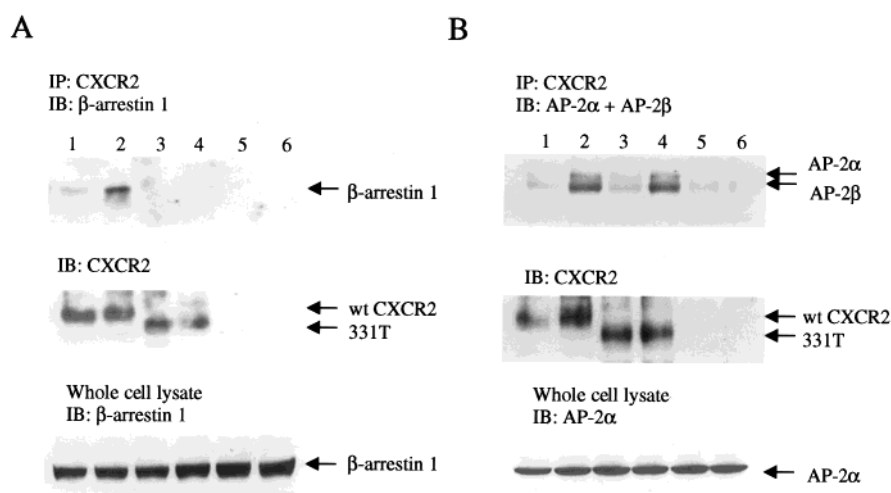 A
IP: CXCR2
IB: β-arrestin 1
1 2 3 4 5 6
β-arrestin 1
IB: CXCR2
wt CXCR2
331T
Whole cell lysate
IB: β-arrestin 1
β-arrestin 1
B
IP: CXCR2
IB: AP-2α + AP-2β
1 2 3 4 5 6
AP-2α
AP-2β
IB: CXCR2
wt CXCR2
331T
Whole cell lysate
IB: AP-2α
AP-2α